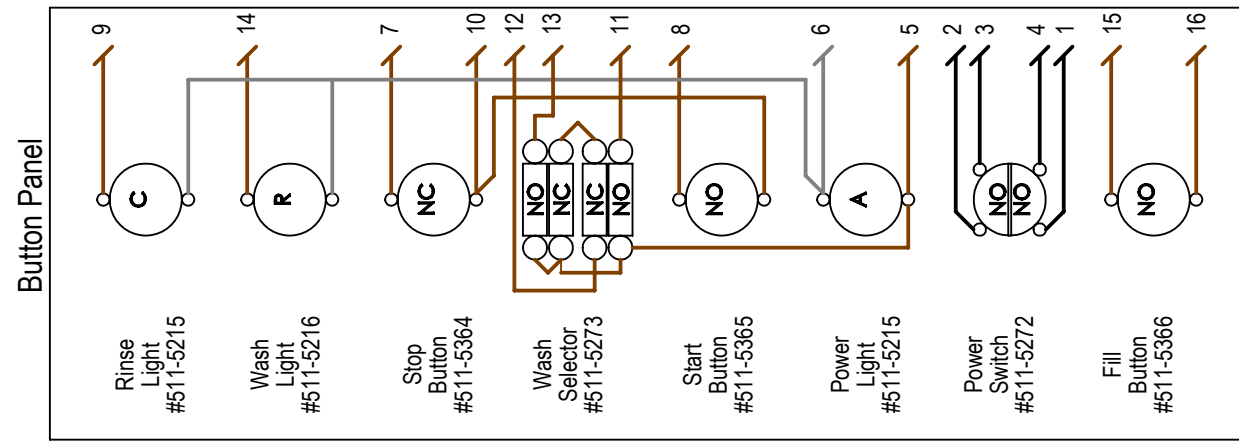 Button Panel
9
14
7
10
12
13
11
8
6
5
2
3
4
1
15
16
C
R
NC
NO
NC
NC
NO
NO
A
NO
NO
NO
Rinse
Light
#511-5215
Wash
Light
#511-5216
Stop
Button
#511-5364
Wash
Selector
#511-5273
Start
Button
#511-5365
Power
Light
#511-5215
Power
Switch
#511-5272
Fill
Button
#511-5366